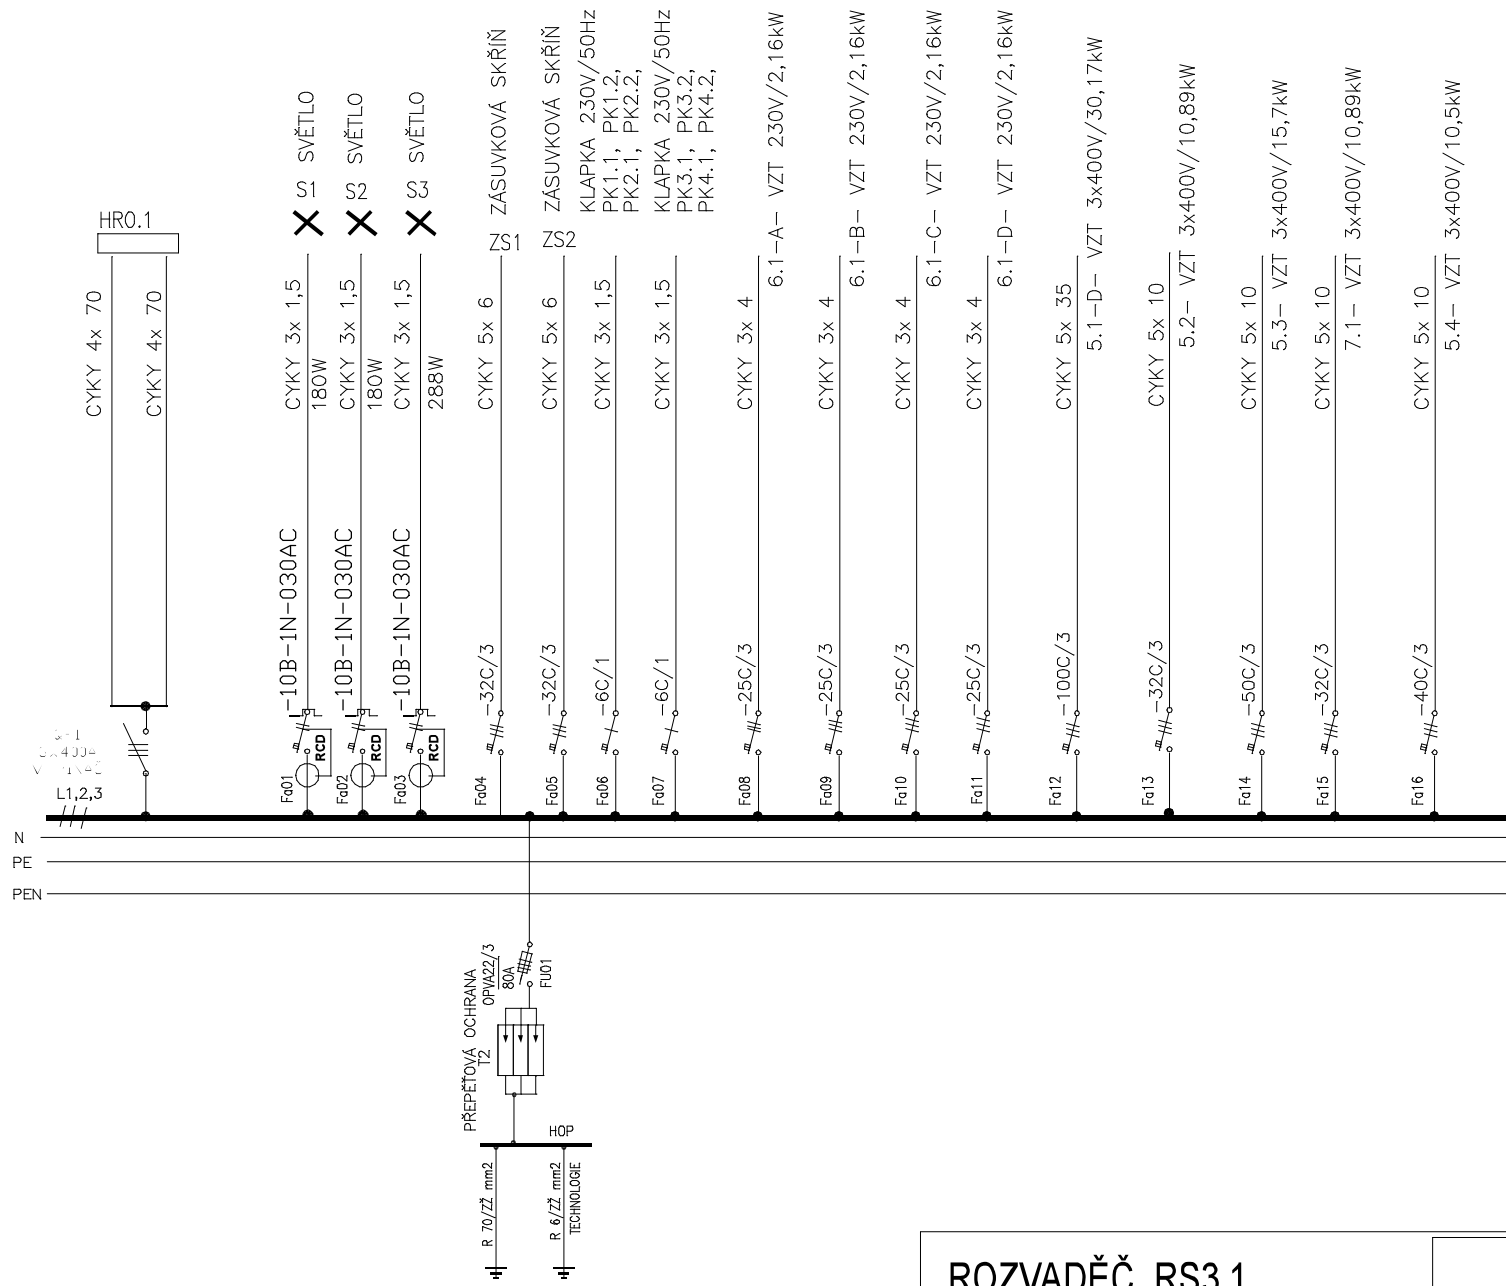 HR0.1
CYKY 4x 70
CYKY 4x 70
S1 SVĚTLO
CYKY 3x 1,5
180W
-10B-1N-030AC
RCD
Fa01
S2 SVĚTLO
CYKY 3x 1,5
180W
-10B-1N-030AC
RCD
Fa02
S3 SVĚTLO
CYKY 3x 1,5
288W
-10B-1N-030AC
RCD
Fa03
ZÁSUVKOVÁ SKŘÍŇ
ZS1
CYKY 5x 6
-32C/3
Fa04
ZÁSUVKOVÁ SKŘÍŇ
ZS2
CYKY 5x 6
-32C/3
Fa05
KLAPKA 230V/50Hz
PK1.1, PK1.2,
PK2.1, PK2.2,
CYKY 3x 1,5
-6C/1
Fa06
KLAPKA 230V/50Hz
PK3.1, PK3.2,
PK4.1, PK4.2,
CYKY 3x 1,5
-6C/1
Fa07
6.1-A- VZT 230V/2,16kW
CYKY 3x 4
-25C/3
Fa08
6.1-B- VZT 230V/2,16kW
CYKY 3x 4
-25C/3
Fa09
6.1-C- VZT 230V/2,16kW
CYKY 3x 4
-25C/3
Fa10
6.1-D- VZT 230V/2,16kW
CYKY 3x 4
-25C/3
Fa11
5.1-D- VZT 3x400V/30,17kW
CYKY 5x 35
-100C/3
Fa12
5.2- VZT 3x400V/10,89kW
CYKY 5x 10
-32C/3
Fa13
5.3- VZT 3x400V/15,7kW
CYKY 5x 10
-50C/3
Fa14
7.1- VZT 3x400V/10,89kW
CYKY 5x 10
-32C/3
Fa15
5.4- VZT 3x400V/10,5kW
CYKY 5x 10
-40C/3
Fa16
L1,2,3
N
PE
PEN
PŘEPĚŤOVÁ OCHRANA
T2
OPVA22/3
80A
FU01
HOP
R 70/ZŽ mm2
R 6/ZŽ mm2
TECHNOLOGIE
ROZVADĚČ RS3.1